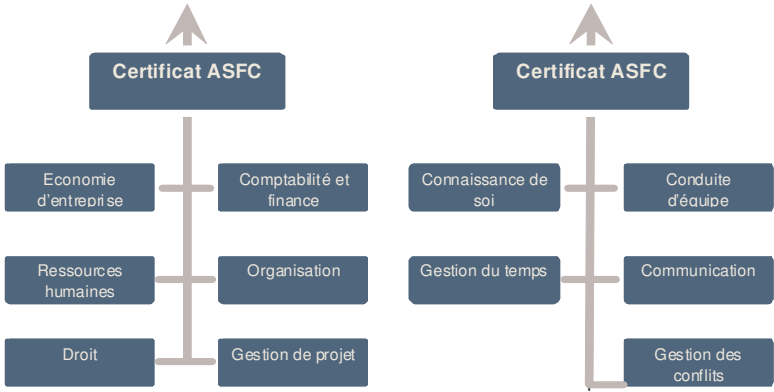 Certificat ASFC
Economie
d'entreprise
Comptabilité et
finance
Ressources
humaines
Organisation
Droit
Gestion de projet
Certificat ASFC
Connaissance de
soi
Conduite
d'équipe
Gestion du temps
Communication
Gestion des
conflits